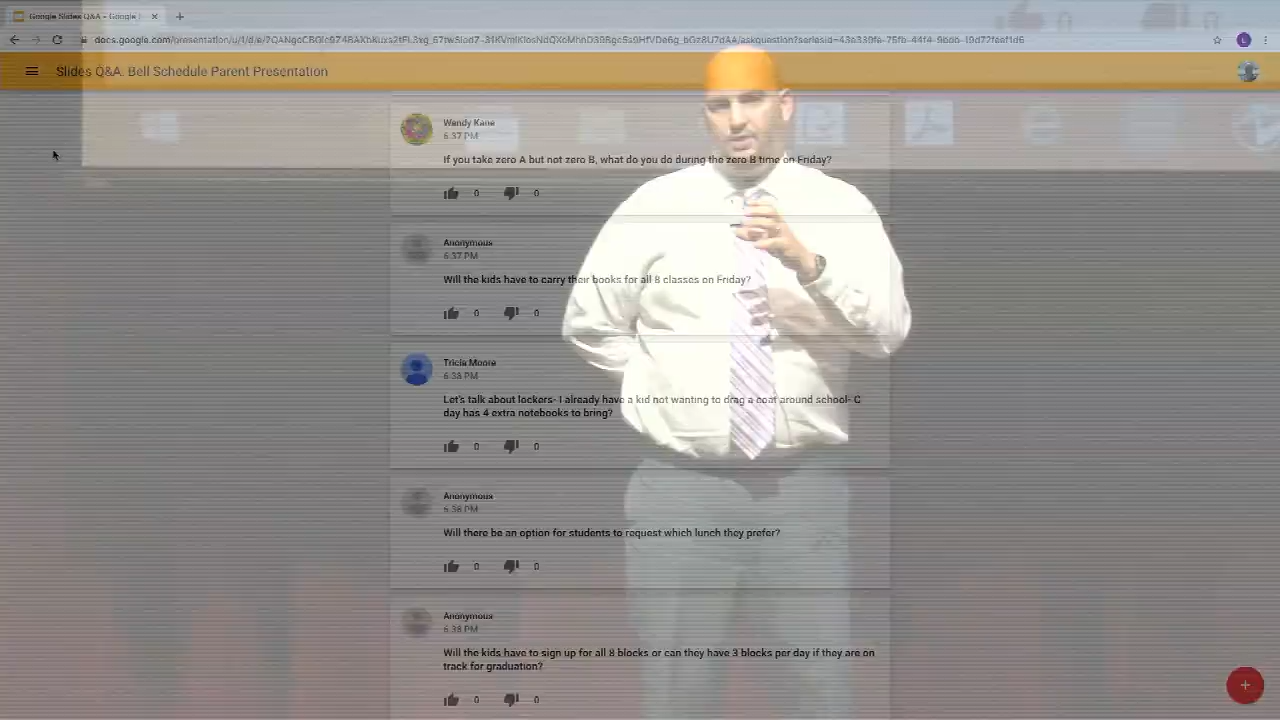 Google Slides Q&A - Google
Slides Q&A. Bell Schedule Parent Presentation
Wendy Kane
6:37 PM
If you take zero A but not zero B, what do you do during the zero B time on Friday?
0 0
Anonymous
6:37 PM
Will the kids have to carry their books for all 8 classes on Friday?
0 0
Tricia Moore
6:38 PM
Let's talk about lockers- I already have a kid not wanting to drag a coat around school- C
day has 4 extra notebooks to bring?
0 0
Anonymous
6:38 PM
Will there be an option for students to request which lunch they prefer?
0 0
Anonymous
6:38 PM
Will the kids have to sign up for all 8 blocks or can they have 3 blocks per day if they are on
track for graduation?
0 0